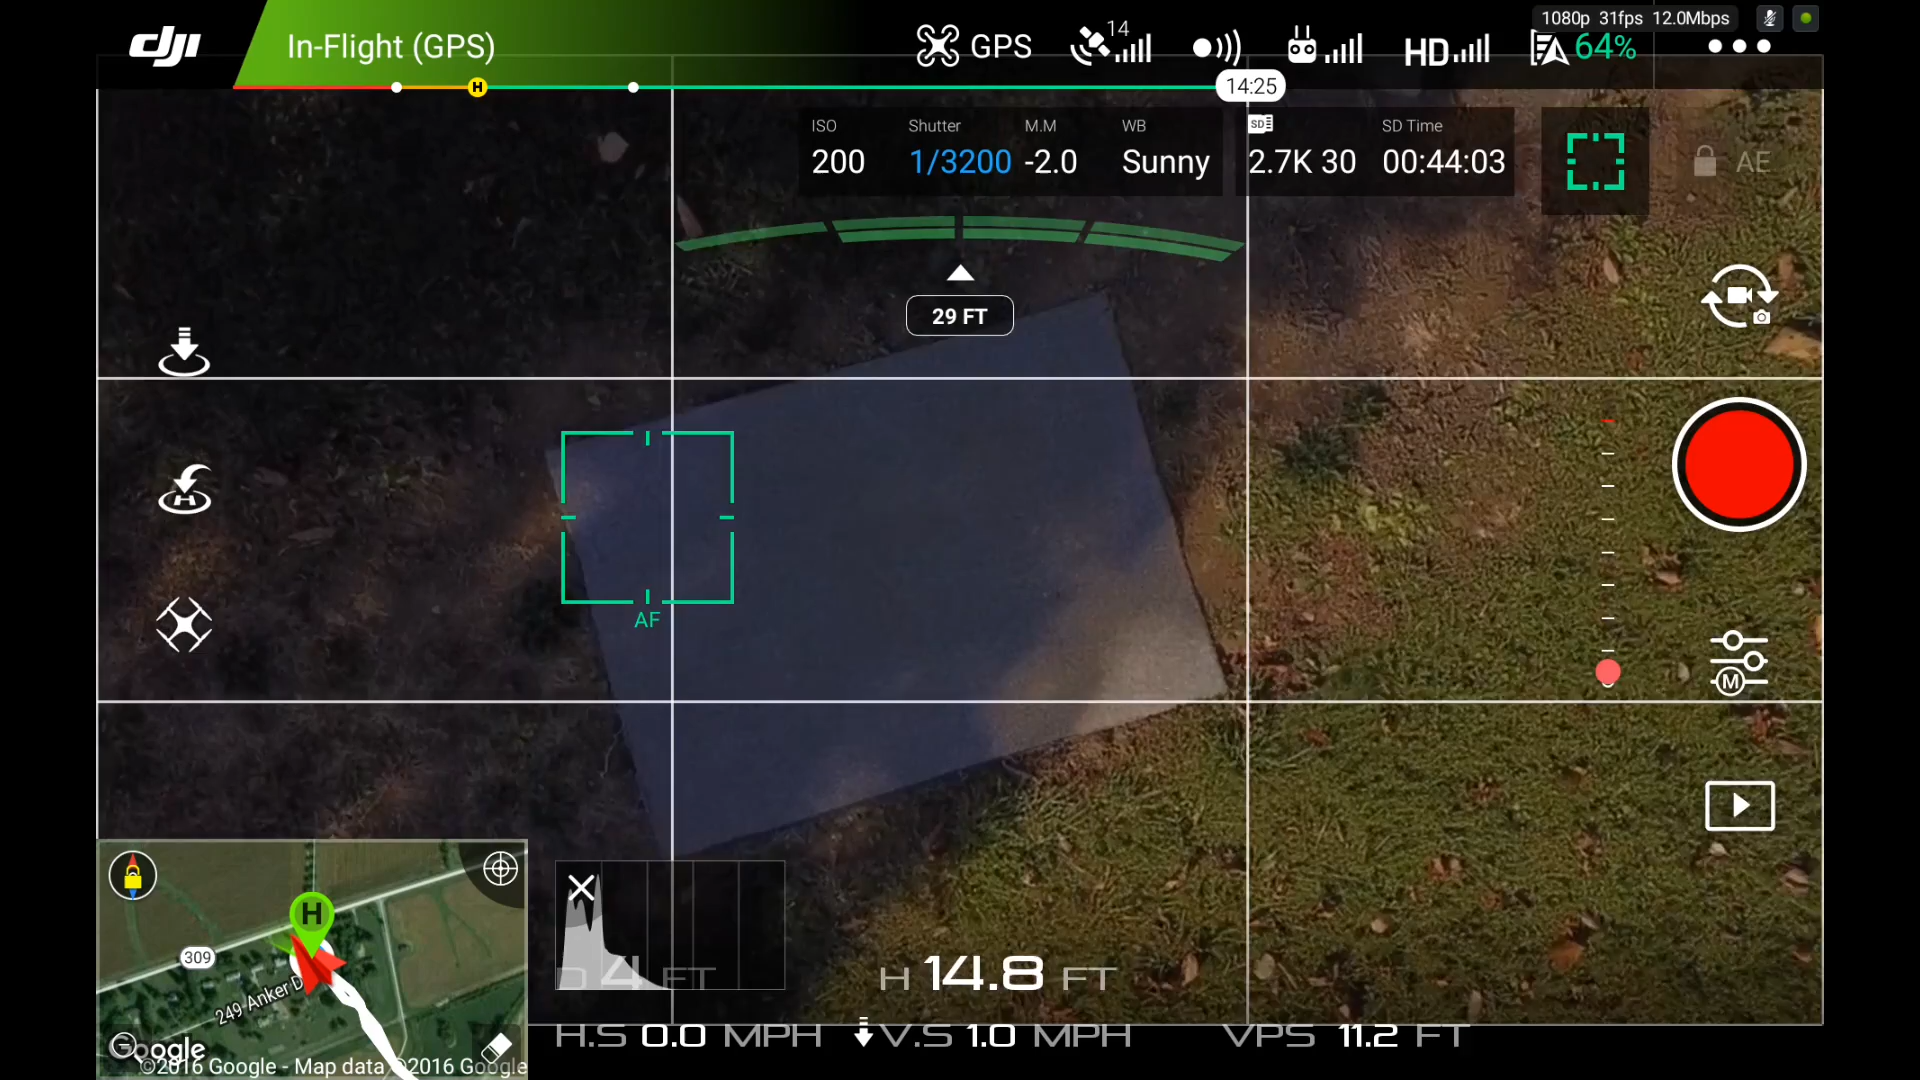 1080p 31fps 12.0Mbps
dji In-Flight (GPS) GPS 14 HD 64%
H 14:25
ISO Shutter M.M WB SD SD Time
200 1/3200 -2.0 Sunny 2.7K 30 00:44:03 AE
29 FT
AF
M
H
309
249 Anker D
D 4 FT H 14.8 FT
H.S 0.0 MPH V.S 1.0 MPH VPS 11.2 FT
Google
©2016 Google - Map data ©2016 Google